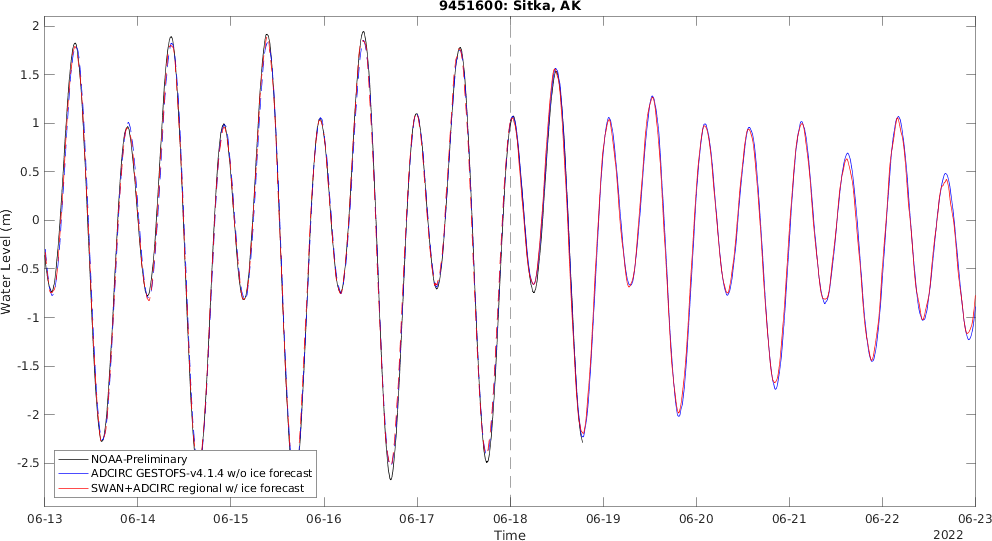 9451600: Sitka, AK
Water Level (m)
2
1.5
1
0.5
0
-0.5
-1
-1.5
-2
-2.5
NOAA-Preliminary
ADCIRC GESTOFS-v4.1.4 w/o ice forecast
SWAN+ADCIRC regional w/ ice forecast
06-13 06-14 06-15 06-16 06-17 06-18 06-19 06-20 06-21 06-22 06-23
Time
2022